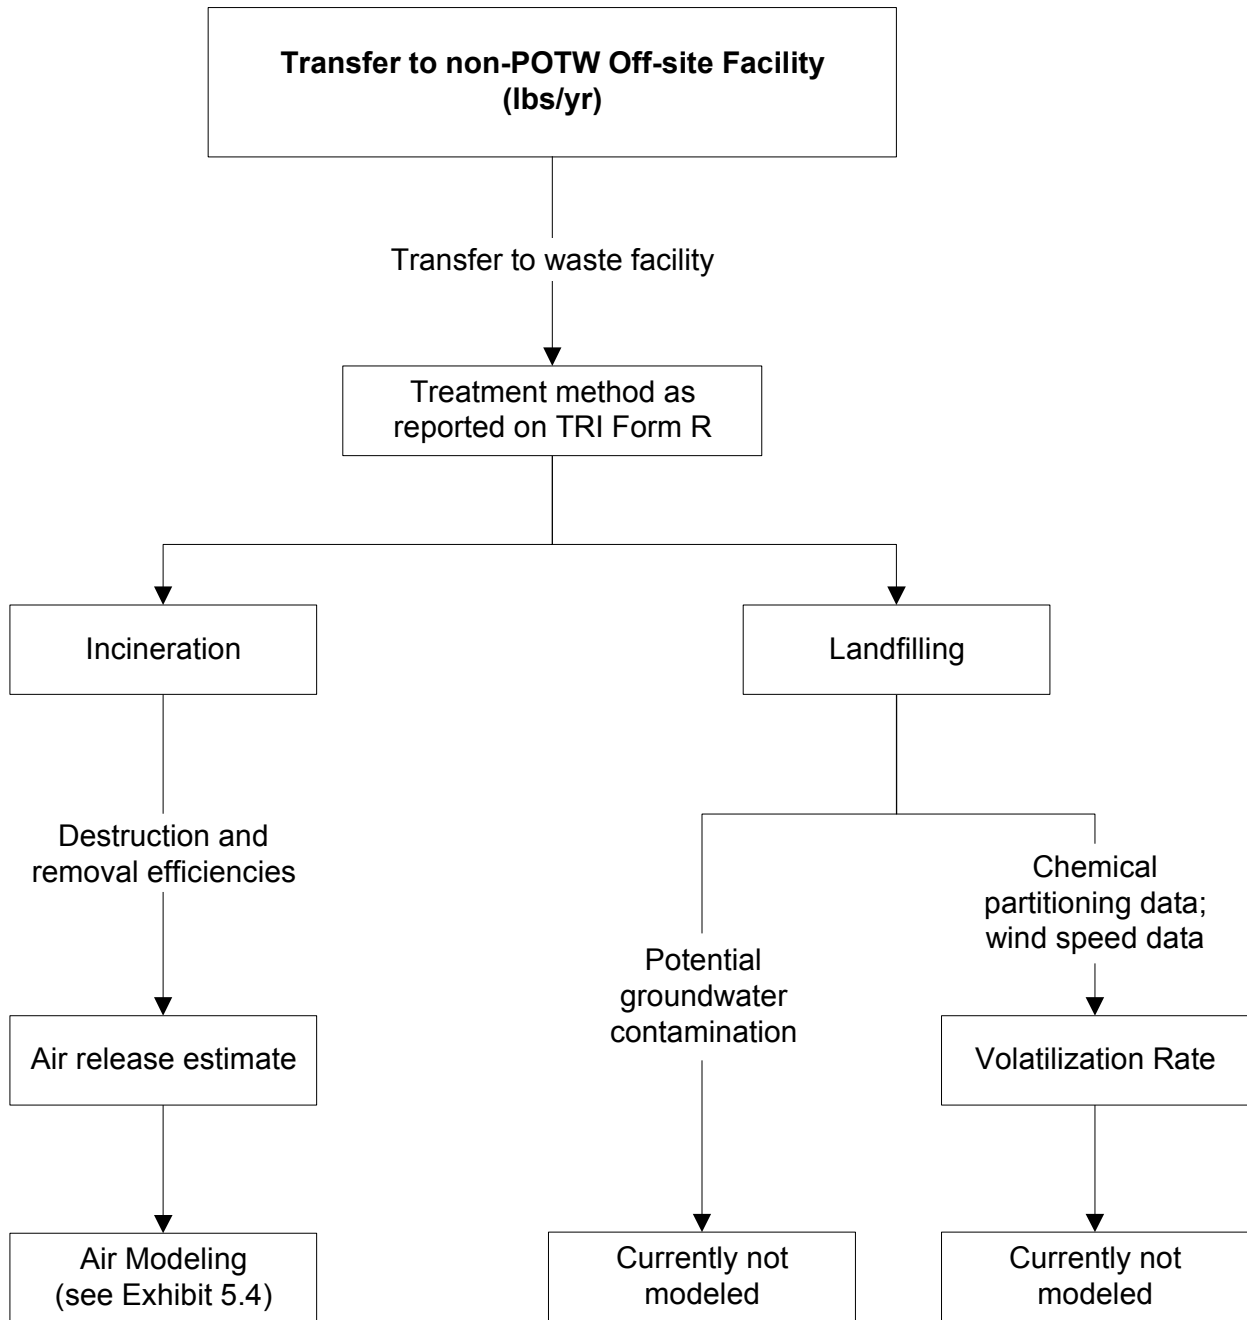 Transfer to non-POTW Off-site Facility
(lbs/yr)
Transfer to waste facility
Treatment method as
reported on TRI Form R
Incineration
Landfilling
Destruction and
removal efficiencies
Chemical
partitioning data;
wind speed data
Potential
groundwater
contamination
Air release estimate
Volatilization Rate
Air Modeling
(see Exhibit 5.4)
Currently not
modeled
Currently not
modeled